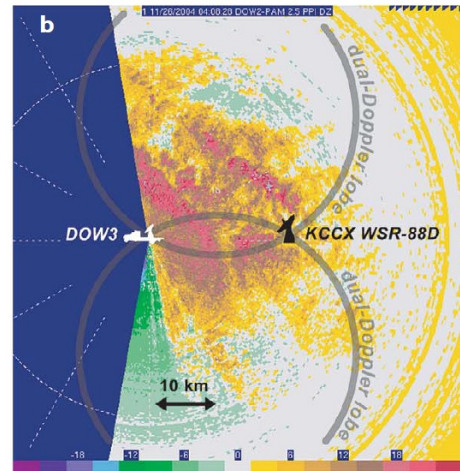 1 11/28/2004 04:00:28 DOW2-PAM 2.5 PPI DZ
b
dual-Doppler lobe
DOW3
KCCX WSR-88D
dual-Doppler lobe
10 km
-18 -12 -6 0 6 12 18